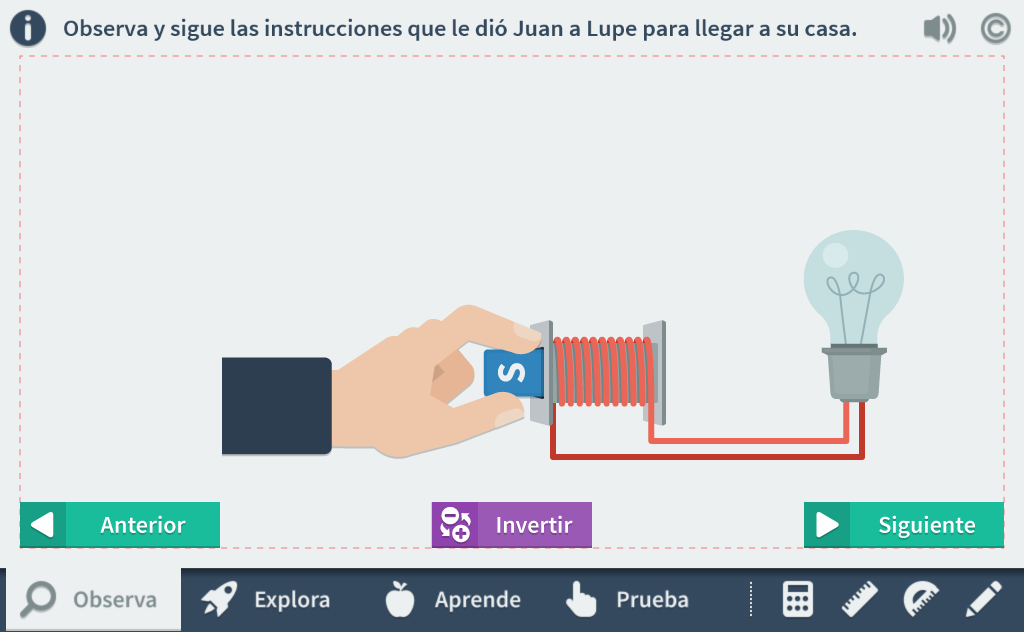 Observa y sigue las instrucciones que le dió Juan a Lupe para llegar a su casa.
S
Anterior
Invertir
Siguiente
Observa
Explora
Aprende
Prueba